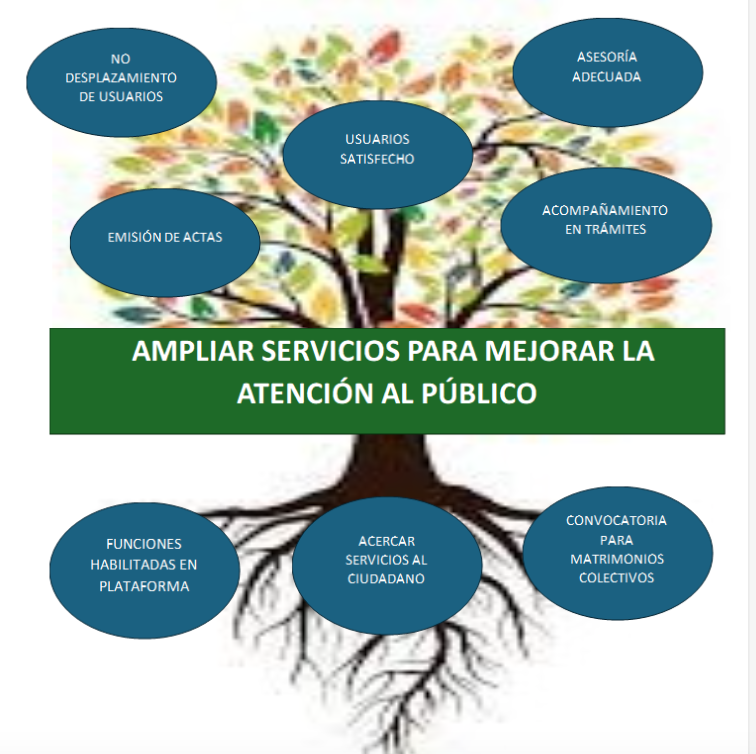 NO
DESPLAZAMIENTO
DE USUARIOS
ASESORÍA
ADECUADA
USUARIOS
SATISFECHO
EMISIÓN DE ACTAS
ACOMPAÑAMIENTO
EN TRÁMITES
AMPLIAR SERVICIOS PARA MEJORAR LA
ATENCIÓN AL PÚBLICO
FUNCIONES
HABILITADAS EN
PLATAFORMA
ACERCAR
SERVICIOS AL
CIUDADANO
CONVOCATORIA
PARA
MATRIMONIOS
COLECTIVOS